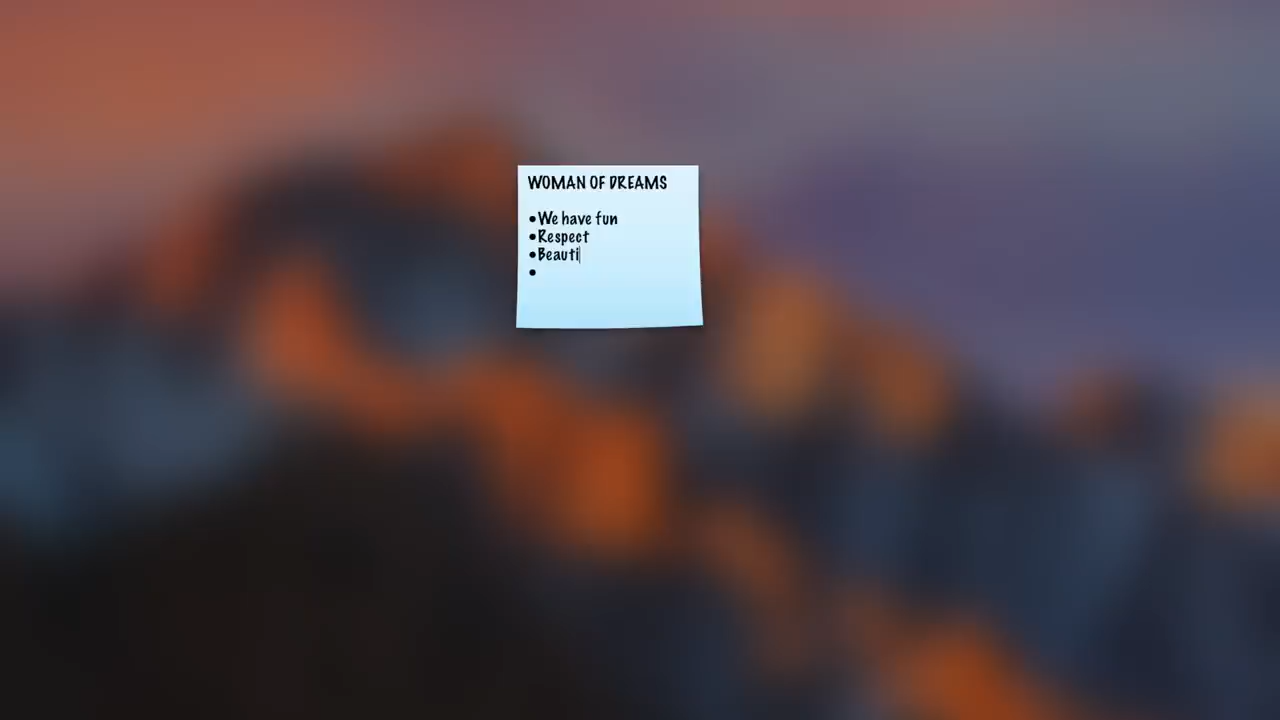 WOMAN OF DREAMS
•We have fun
•Respect
•Beauti
•